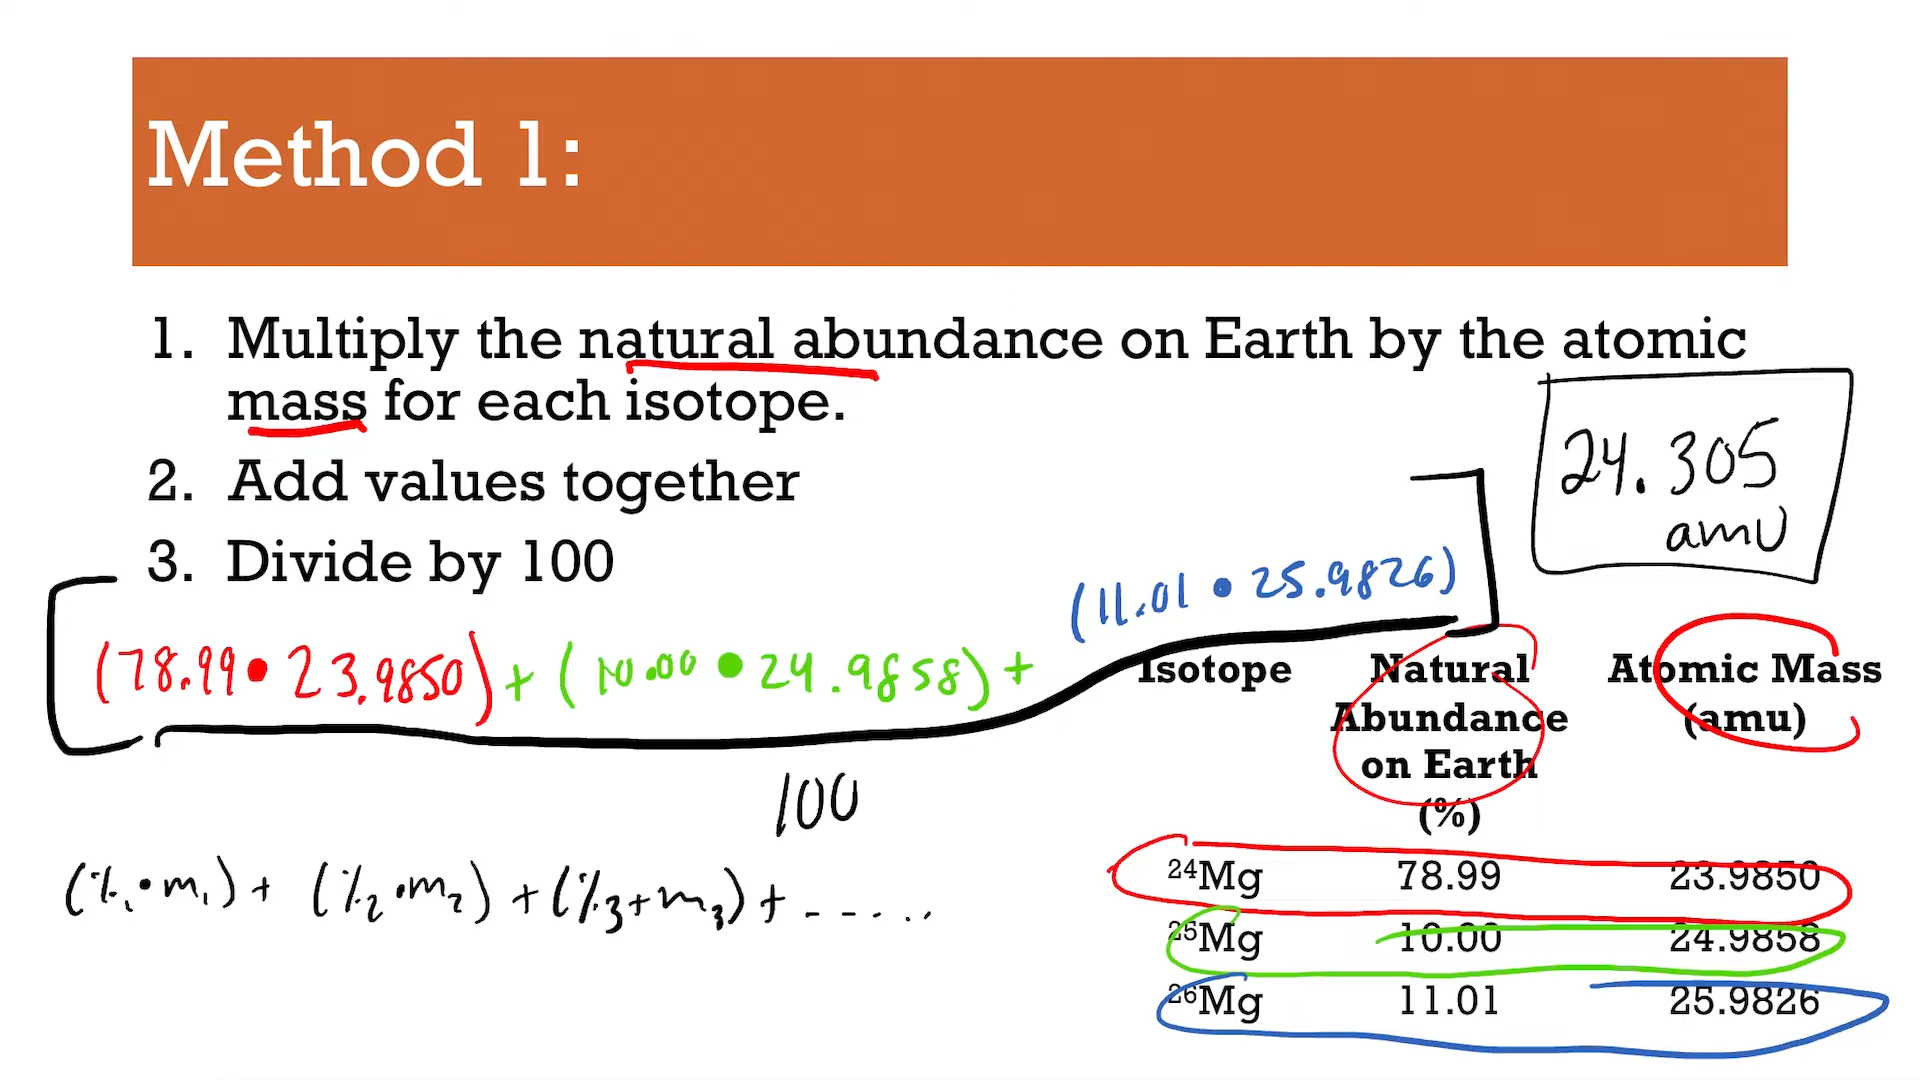 Method 1:
1. Multiply the natural abundance on Earth by the atomic
mass for each isotope.
2. Add values together
3. Divide by 100
24.305
amu
(78.99 • 23.9850) + (10.00 • 24.9858) + (11.01 • 25.9826)
100
(%₁ • m₁) + (%₂ • m₂) + (%₃ + m₃) + - - - . .
Isotope Natural Abundance on Earth (%) Atomic Mass (amu)
²⁴Mg 78.99 23.9850
²⁵Mg 10.00 24.9858
²⁶Mg 11.01 25.9826